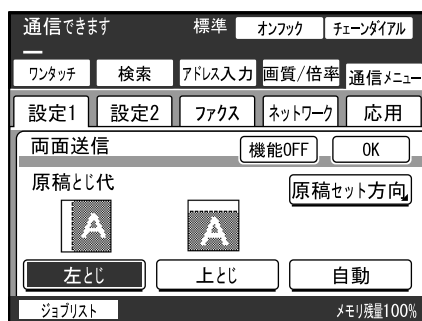 通信できます 標準 オンフック チェーンダイアル
ワンタッチ 検索 アドレス入力 画質/倍率 通信メニュー
設定1 設定2 ファクス ネットワーク 応用
両面送信 機能OFF OK
原稿とじ代 原稿セット方向
A A
左とじ 上とじ 自動
ジョブリスト メモリ残量100%